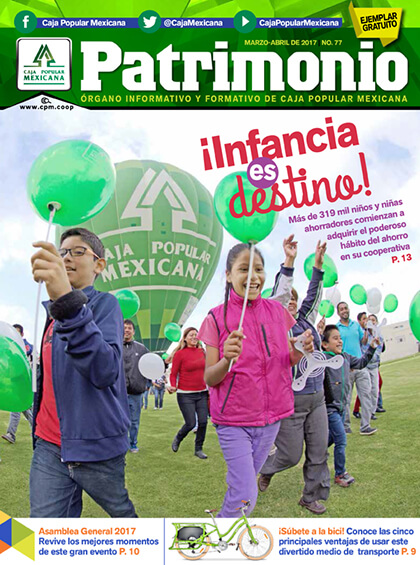 Caja Popular Mexicana
@CajaMexicana
CajaPopularMexicana
EJEMPLAR
GRATUITO
MARZO-ABRIL DE 2017 NO. 77
CAJA POPULAR
MEXICANA
www.cpm.coop
Patrimonio
ÓRGANO INFORMATIVO Y FORMATIVO DE CAJA POPULAR MEXICANA
¡Infancia
es
destino!
Más de 319 mil niños y niñas
ahorradores comienzan a
adquirir el poderoso
hábito del ahorro
en su cooperativa
P. 13
CAJA POPULAR
MEXICANA
Asamblea General 2017
Revive los mejores momentos
de este gran evento P. 10
¡Súbete a la bici! Conoce las cinco
principales ventajas de usar este
divertido medio de transporte P. 9